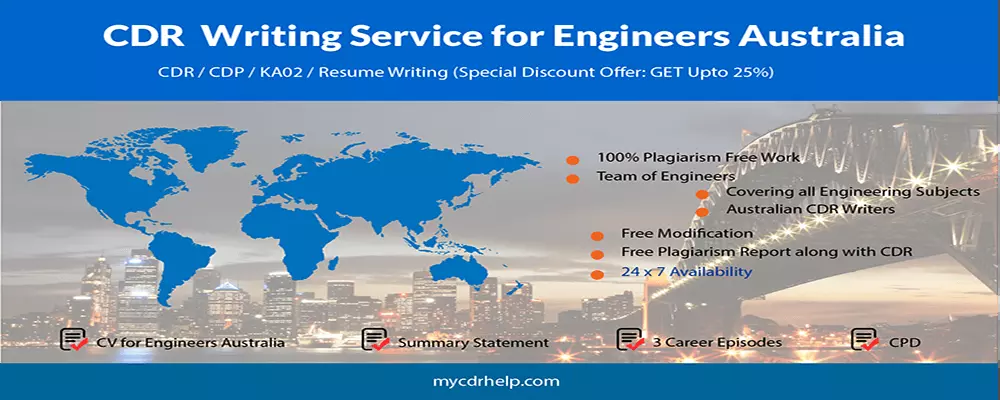 CDR Writing Service for Engineers Australia
CDR / CDP / KA02 / Resume Writing (Special Discount Offer: GET Upto 25%)
100% Plagiarism Free Work
Team of Engineers
Covering all Engineering Subjects
Australian CDR Writers
Free Modification
Free Plagiarism Report along with CDR
24 x 7 Availability
CV for Engineers Australia
Summary Statement
3 Career Episodes
CPD
mycdrhelp.com